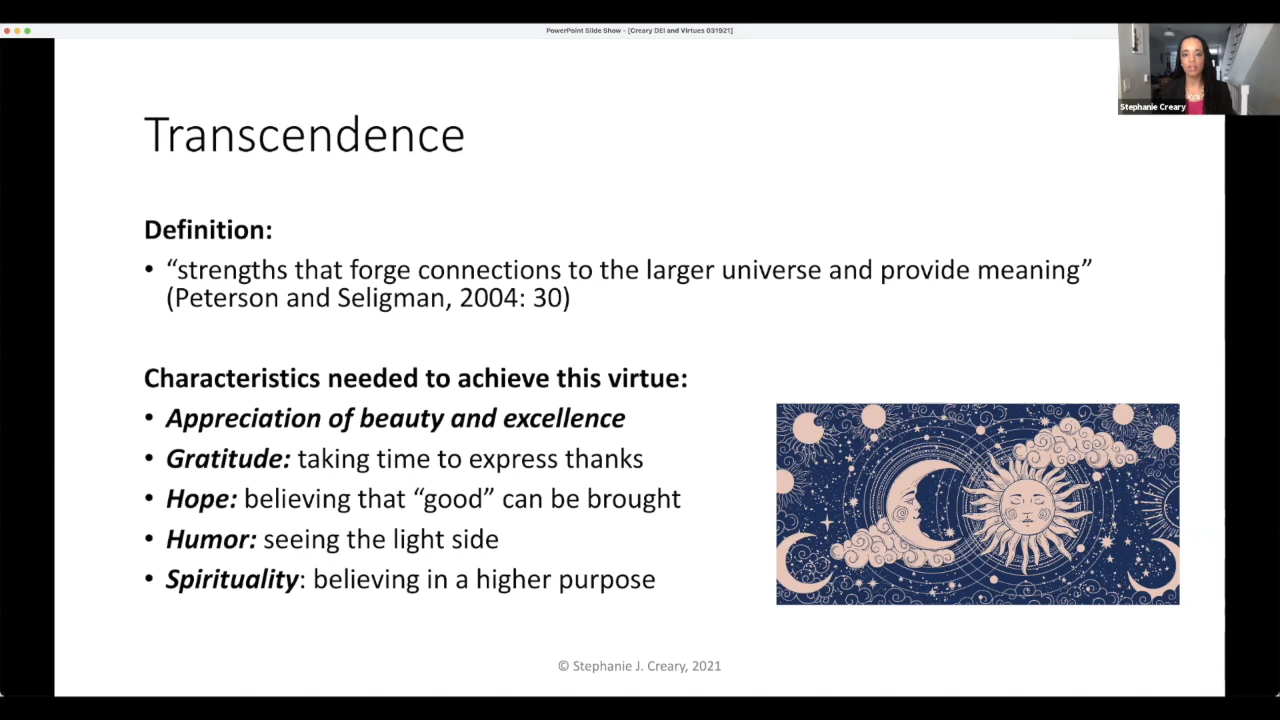 PowerPoint Slide Show - [Creary DEI and Virtues 031921]
Stephanie Creary
Transcendence
Definition:
• “strengths that forge connections to the larger universe and provide meaning”
(Peterson and Seligman, 2004: 30)
Characteristics needed to achieve this virtue:
• Appreciation of beauty and excellence
• Gratitude: taking time to express thanks
• Hope: believing that “good” can be brought
• Humor: seeing the light side
• Spirituality: believing in a higher purpose
© Stephanie J. Creary, 2021